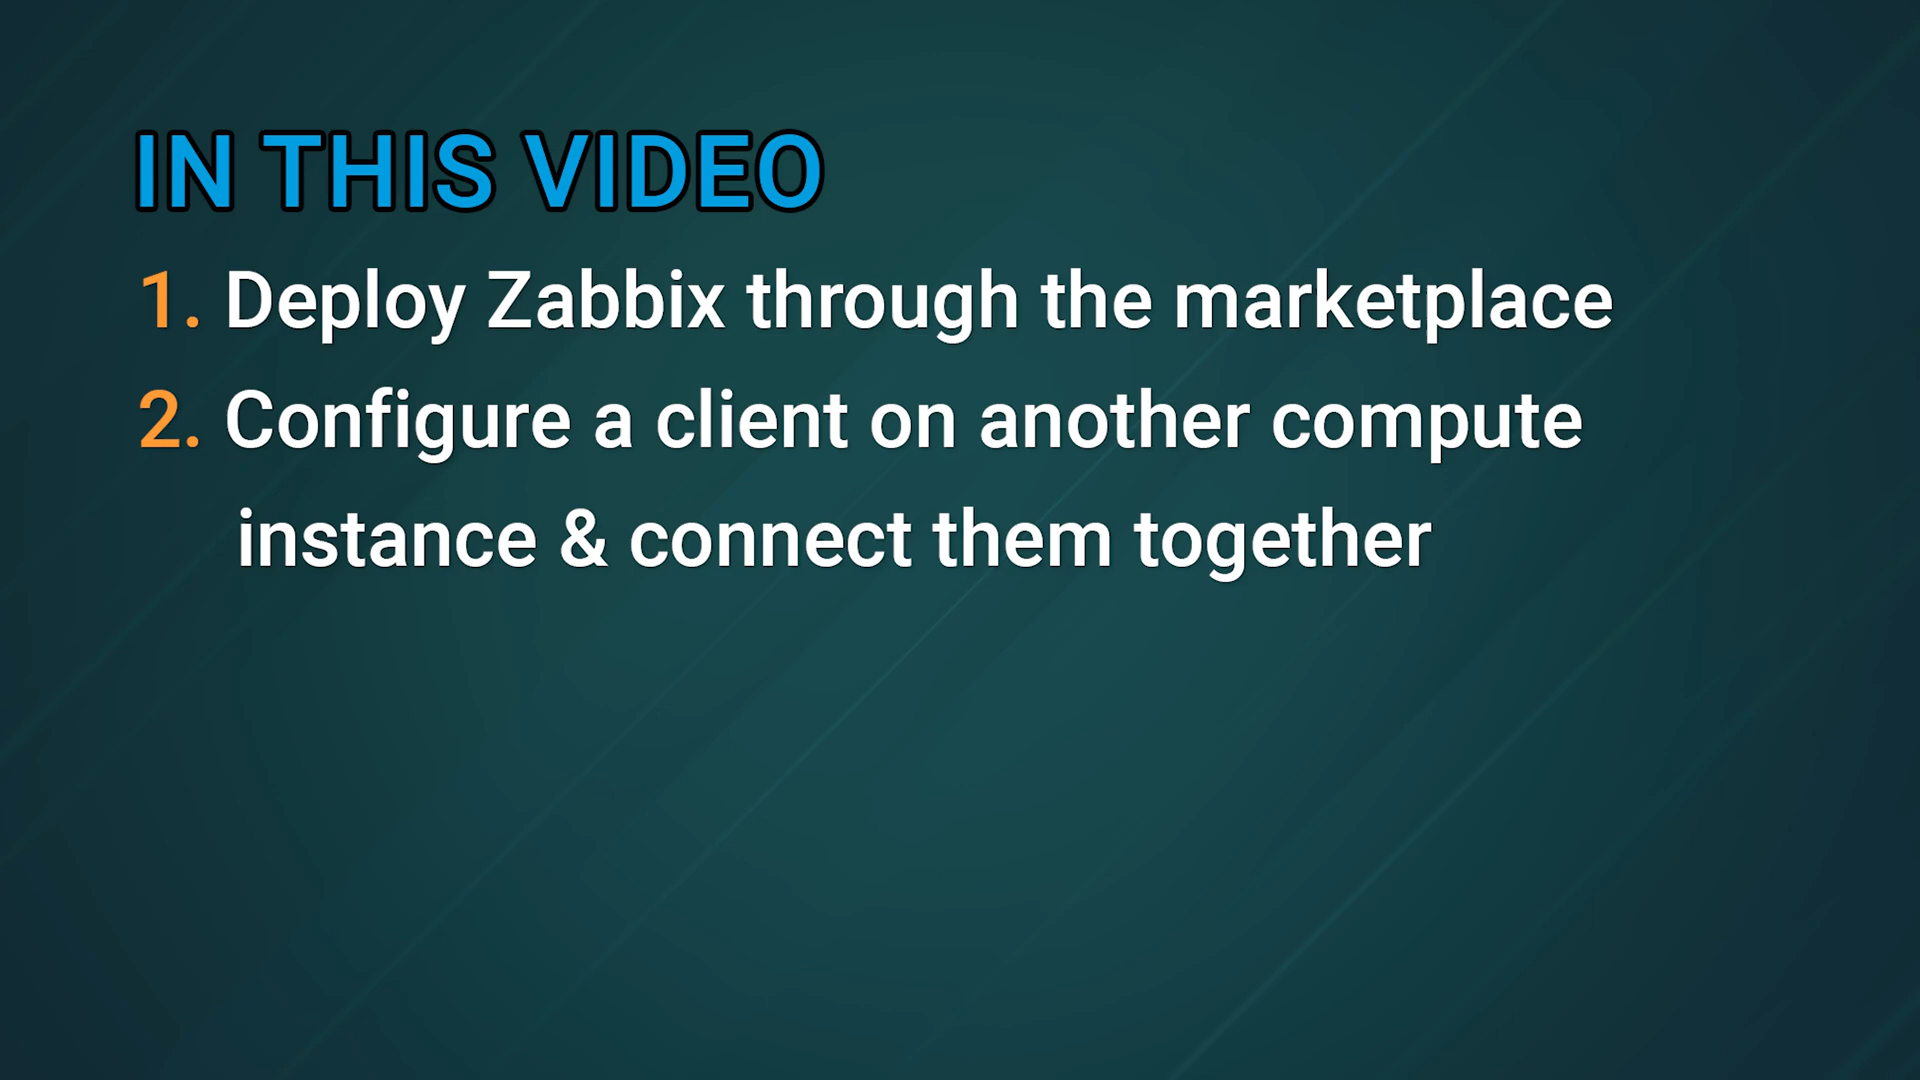 IN THIS VIDEO
1. Deploy Zabbix through the marketplace
2. Configure a client on another compute
instance & connect them together